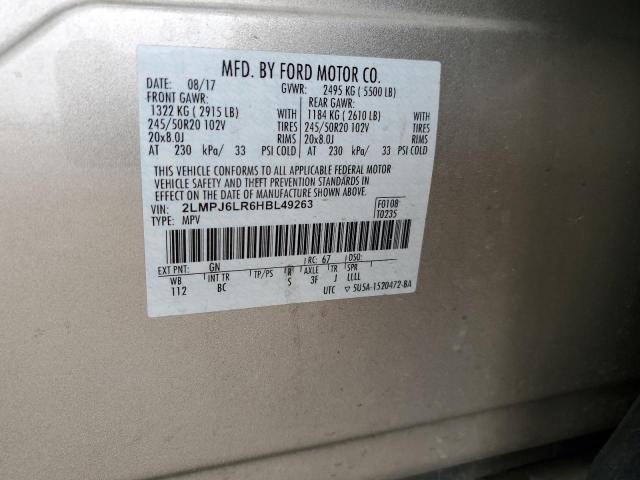 MFD. BY FORD MOTOR CO.
DATE: 08/17 GVWR: 2495 KG ( 5500 LB)
FRONT GAWR: REAR GAWR:
1322 KG ( 2915 LB) WITH 1184 KG ( 2610 LB) WITH
245/50R20 102V TIRES 245/50R20 102V TIRES
20x8.0J RIMS 20x8.0J RIMS
AT 230 kPa/ 33 PSI COLD AT 230 kPa/ 33 PSI COLD
THIS VEHICLE CONFORMS TO ALL APPLICABLE FEDERAL MOTOR
VEHICLE SAFETY AND THEFT PREVENTION STANDARDS IN
EFFECT ON THE DATE OF MANUFACTURE SHOWN ABOVE.
VIN: 2LMPJ6LR6HBL49263 F0108
TYPE: MPV T0235
EXT PNT: GN RC: 67 DSO:
WB INT TR TP/PS R AXLE TR SPR
112 BC S 3F J LLLL
UTC 5U5A-1520472-BA